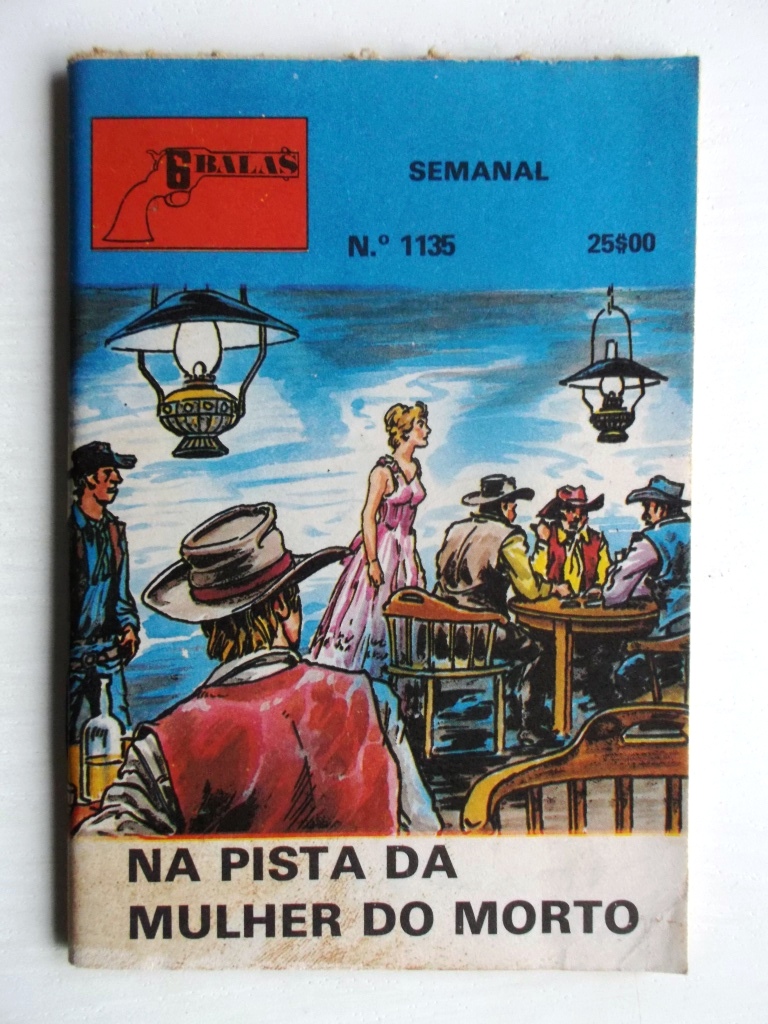 6 BALAS
SEMANAL
N.º 1135
25$00
NA PISTA DA
MULHER DO MORTO